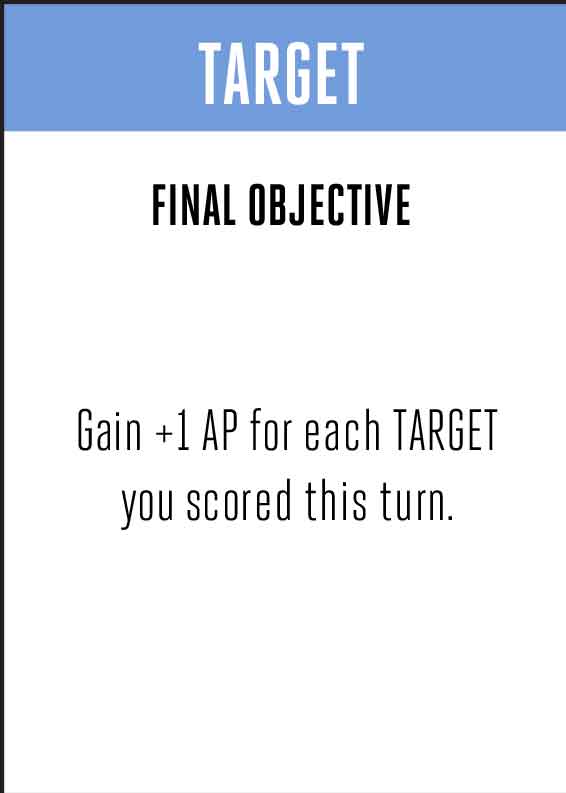 TARGET
FINAL OBJECTIVE
Gain +1 AP for each TARGET
you scored this turn.